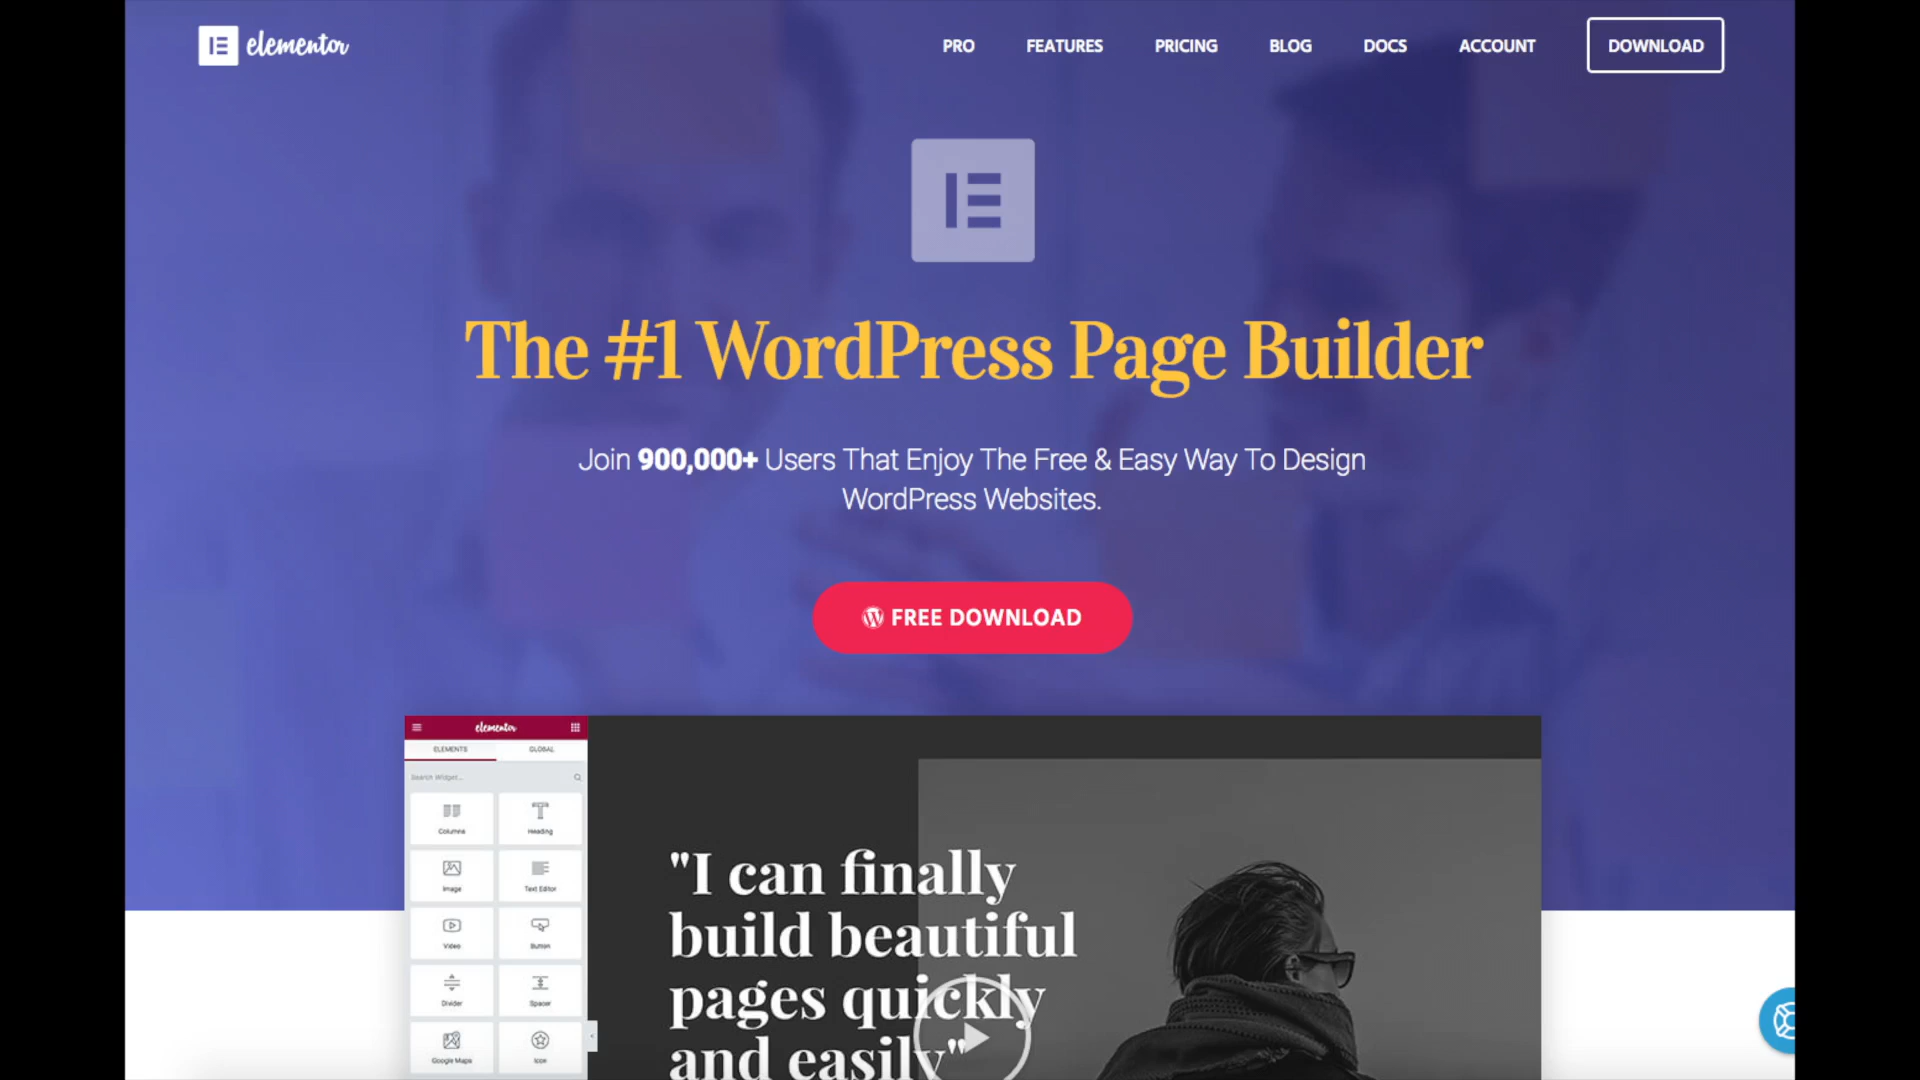 elementor
PRO FEATURES PRICING BLOG DOCS ACCOUNT DOWNLOAD
The #1 WordPress Page Builder
Join 900,000+ Users That Enjoy The Free & Easy Way To Design
WordPress Websites.
FREE DOWNLOAD
elementor
ELEMENTS GLOBAL
Search Widget...
Columns Heading
Image Text Editor
Video Button
Divider Spacer
Google Maps Icon
"I can finally
build beautiful
pages quickly
and easily"